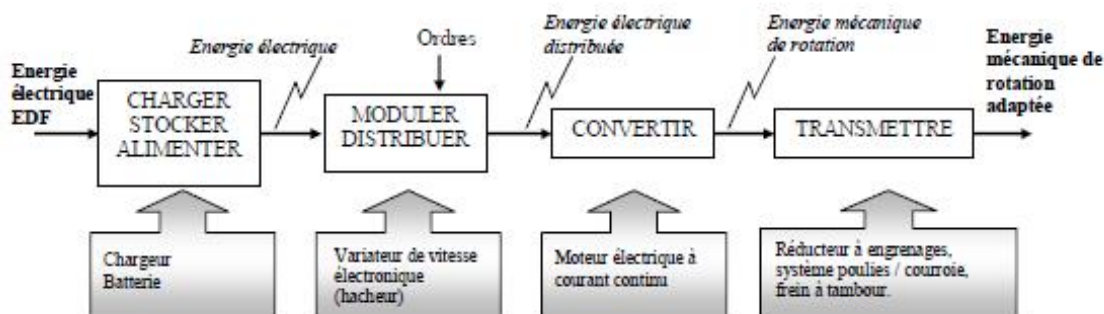 Energie
électrique
EDF
CHARGER
STOCKER
ALIMENTER
Energie électrique
Ordres
MODULER
DISTRIBUER
Energie électrique
distribuée
CONVERTIR
Energie mécanique
de rotation
TRANSMETTRE
Energie
mécanique de
rotation
adaptée
Chargeur
Batterie
Variateur de vitesse
électronique
(hacheur)
Moteur électrique à
courant continu
Réducteur à engrenages,
système poulies / courroie,
frein à tambour.